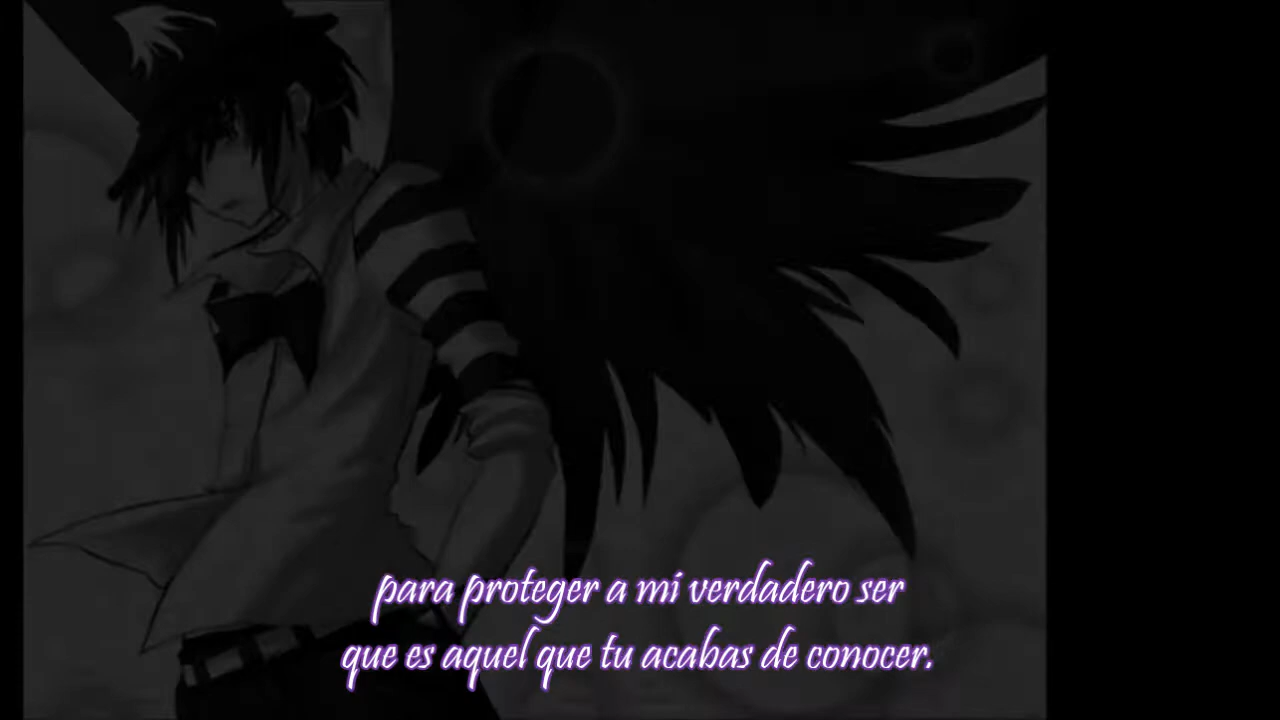 para proteger a mi verdadero ser
que es aquel que tu acabas de conocer.